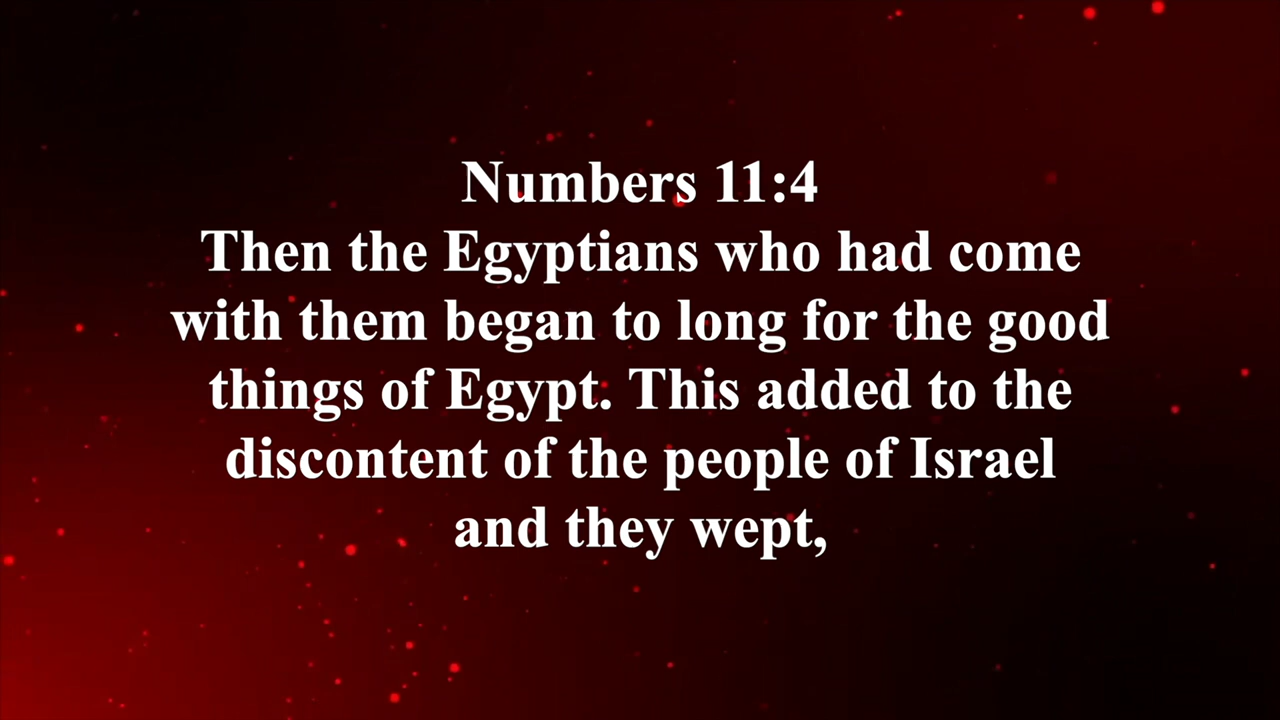 Numbers 11:4
Then the Egyptians who had come
with them began to long for the good
things of Egypt. This added to the
discontent of the people of Israel
and they wept,